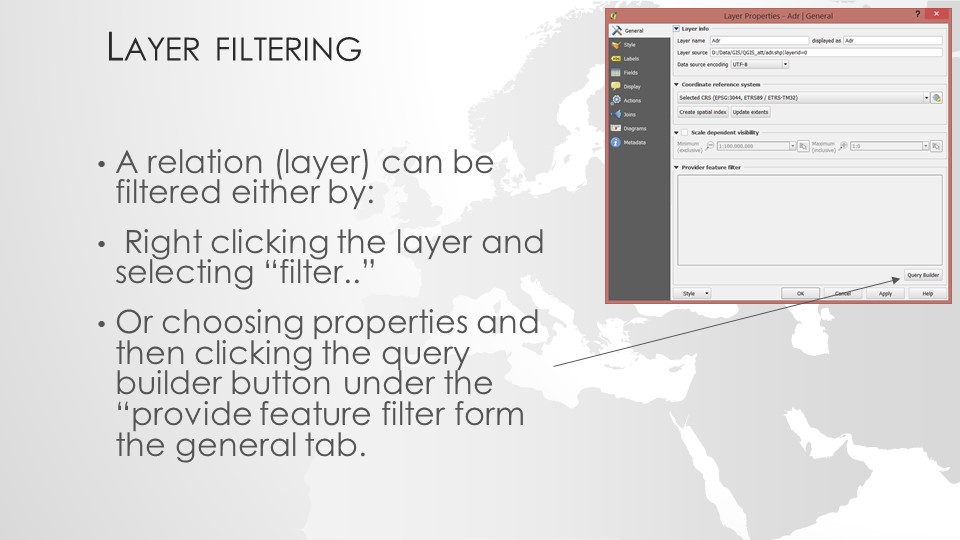 LAYER FILTERING
• A relation (layer) can be
filtered either by:
• Right clicking the layer and
selecting “filter..”
• Or choosing properties and
then clicking the query
builder button under the
“provide feature filter form
the general tab.
Layer Properties - Adr | General
? ×
General
Style
Labels
Fields
Display
Actions
Joins
Diagrams
Metadata
Layer info
Layer name Adr displayed as Adr
Layer source D:/Data/GIS/QGIS_att/adr.shp|layerid=0
Data source encoding UTF-8
Coordinate reference system
Selected CRS (EPSG:3044, ETRS89 / ETRS-TM32)
Create spatial index Update extents
Scale dependent visibility
Minimum (exclusive) 1:100.000.000 Maximum (inclusive) 1:0
Provider feature filter
Query Builder
Style OK Cancel Apply Help